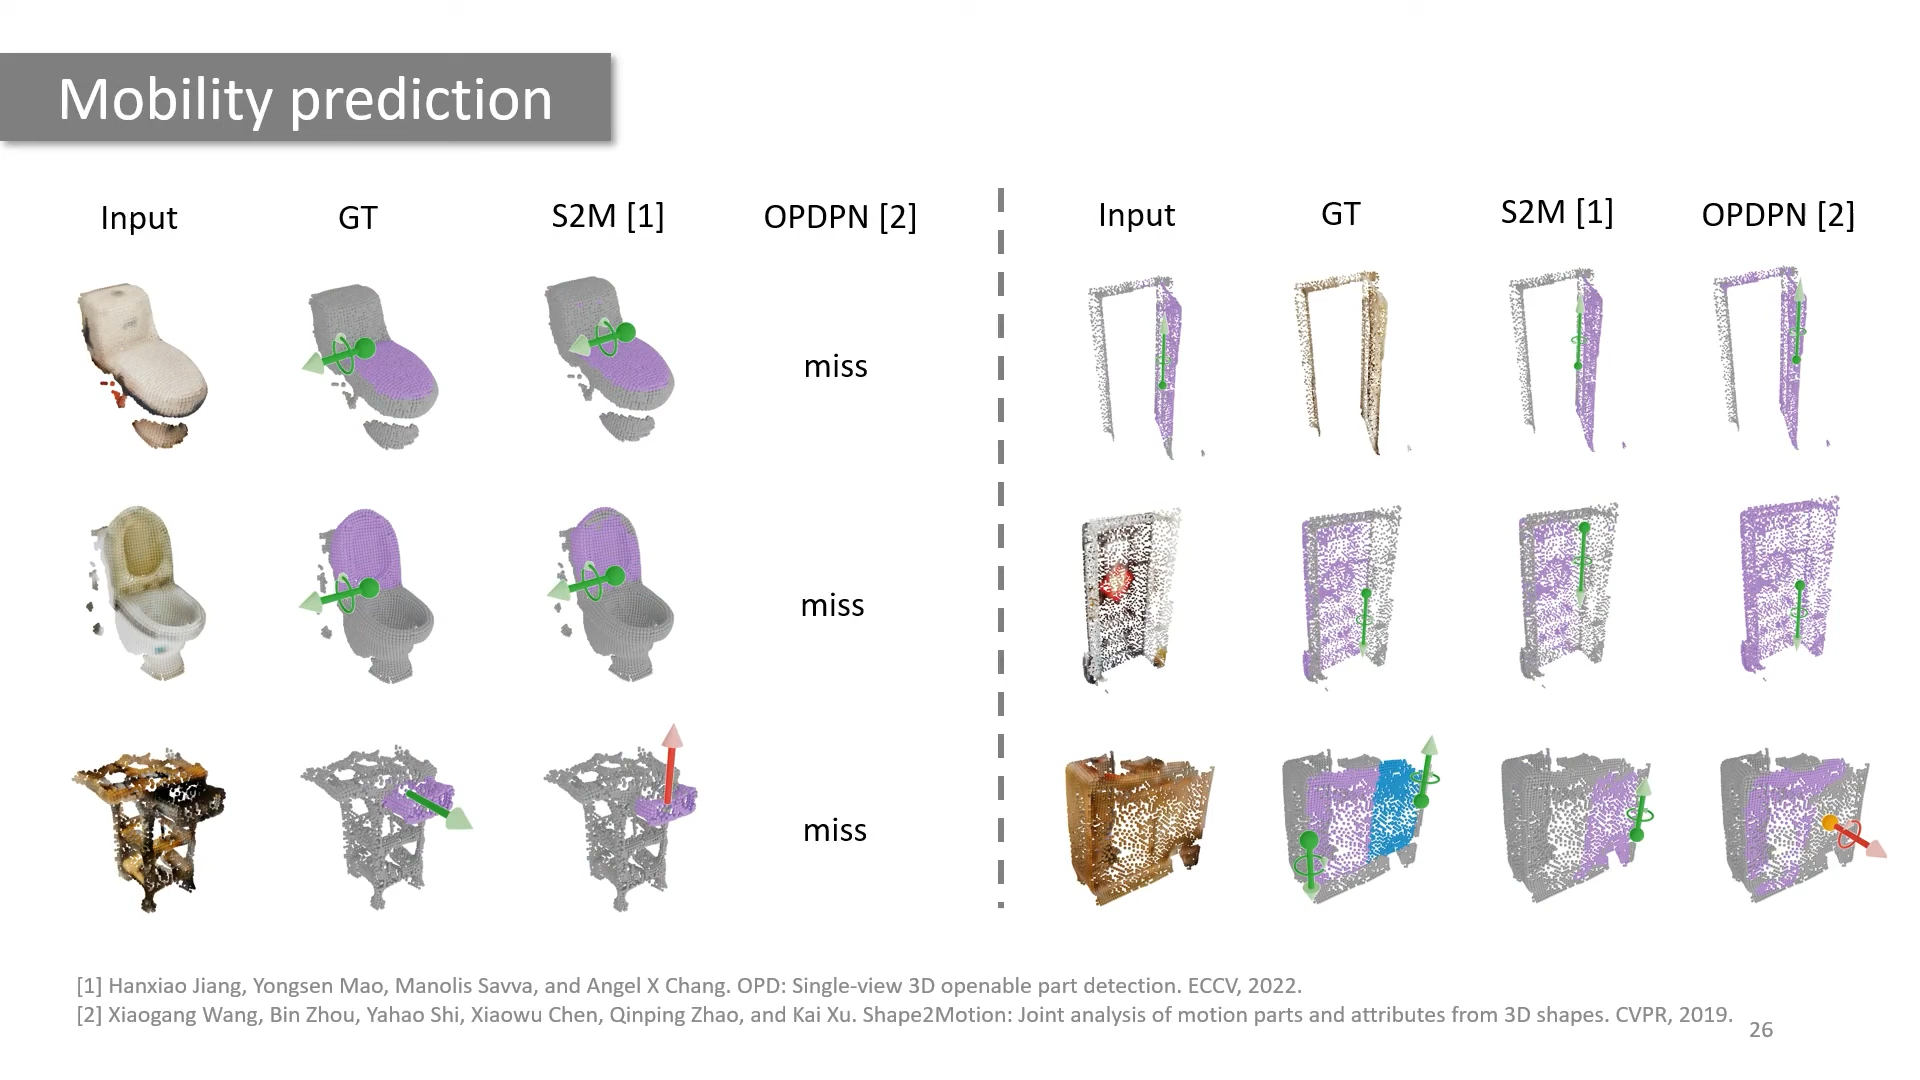 Mobility prediction
Input GT S2M [1] OPDPN [2]
Input GT S2M [1] OPDPN [2]
miss
miss
miss
[1] Hanxiao Jiang, Yongsen Mao, Manolis Savva, and Angel X Chang. OPD: Single-view 3D openable part detection. ECCV, 2022.
[2] Xiaogang Wang, Bin Zhou, Yahao Shi, Xiaowu Chen, Qinping Zhao, and Kai Xu. Shape2Motion: Joint analysis of motion parts and attributes from 3D shapes. CVPR, 2019.
26